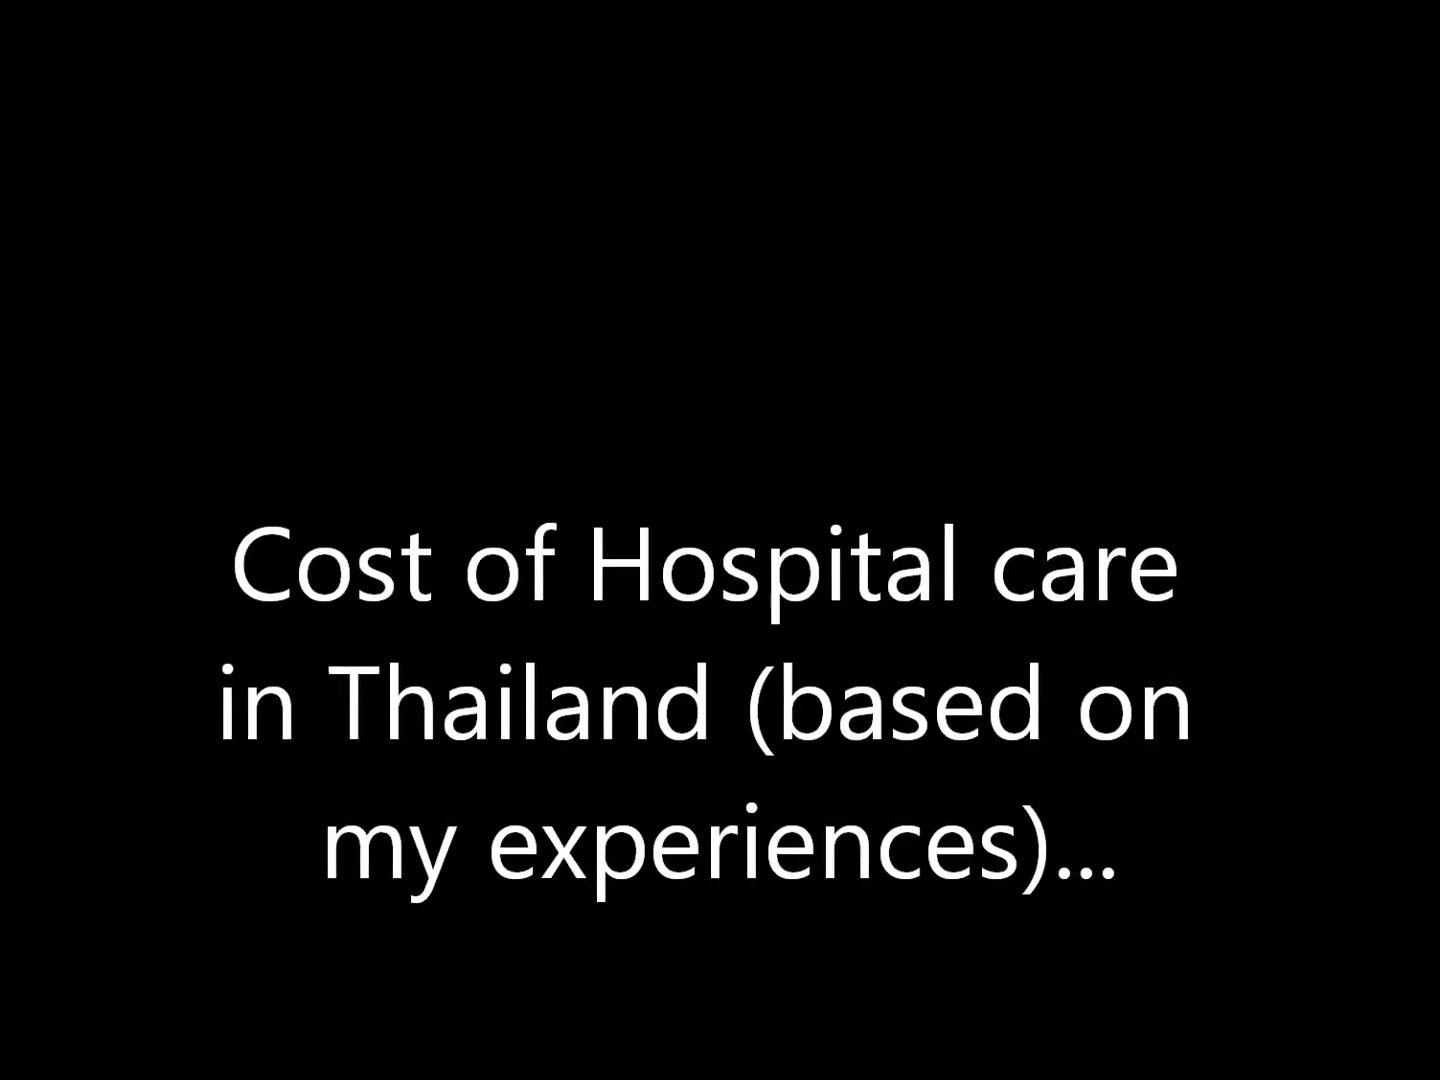 Cost of Hospital care
in Thailand (based on
my experiences)...